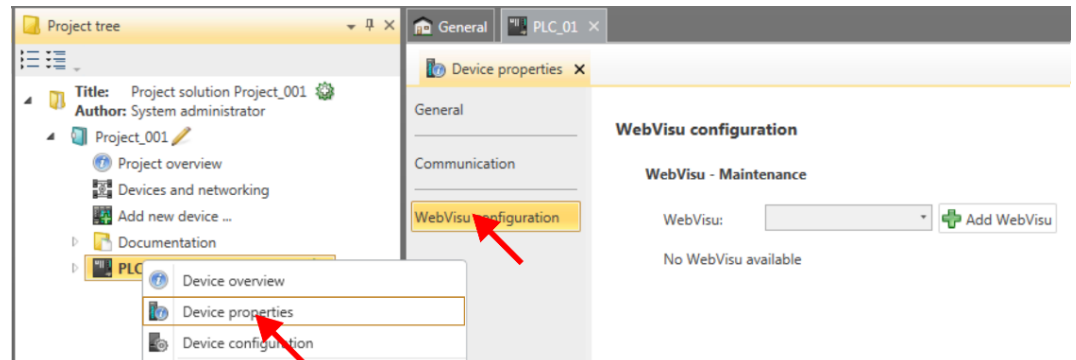 Project tree
Title: Project solution Project_001
Author: System administrator
Project_001
Project overview
Devices and networking
Add new device ...
Documentation
PLC
Device overview
Device properties
Device configuration
General
PLC_01
Device properties
General
Communication
WebVisu configuration
WebVisu configuration
WebVisu - Maintenance
WebVisu:
Add WebVisu
No WebVisu available